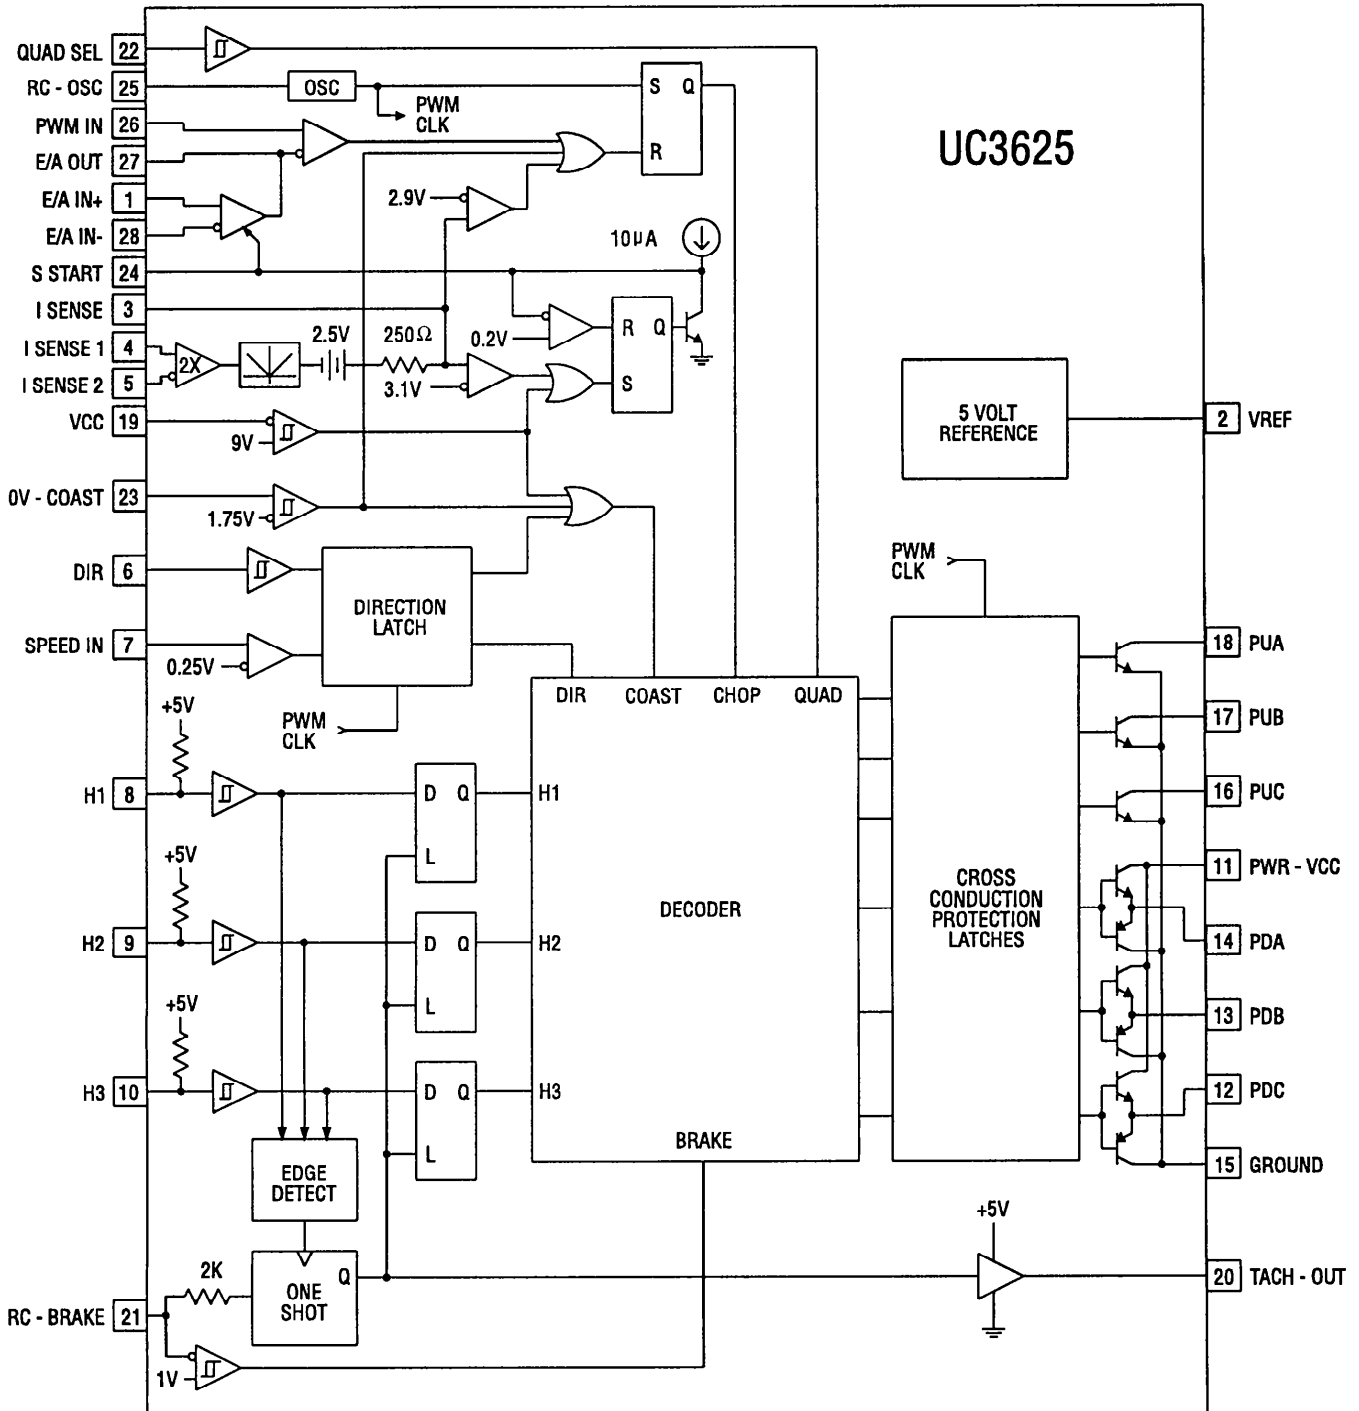 UC3625
QUAD SEL 22
RC - OSC 25 OSC
PWM CLK
S Q
R
PWM IN 26
E/A OUT 27
E/A IN+ 1
E/A IN- 28
2.9V
10µA
S START 24
I SENSE 3
I SENSE 1 4
I SENSE 2 5
2X
2.5V
250Ω
3.1V
0.2V
R Q
S
VCC 19
9V
5 VOLT
REFERENCE
2 VREF
0V - COAST 23
1.75V
DIR 6
DIRECTION
LATCH
SPEED IN 7
0.25V
PWM
CLK
PWM
CLK
DIR COAST CHOP QUAD
+5V
H1 8
D Q
L
H1
+5V
H2 9
D Q
L
H2
+5V
H3 10
D Q
L
H3
DECODER
BRAKE
CROSS
CONDUCTION
PROTECTION
LATCHES
18 PUA
17 PUB
16 PUC
11 PWR - VCC
14 PDA
13 PDB
12 PDC
15 GROUND
EDGE
DETECT
2K
ONE
SHOT
Q
RC - BRAKE 21
1V
+5V
20 TACH - OUT